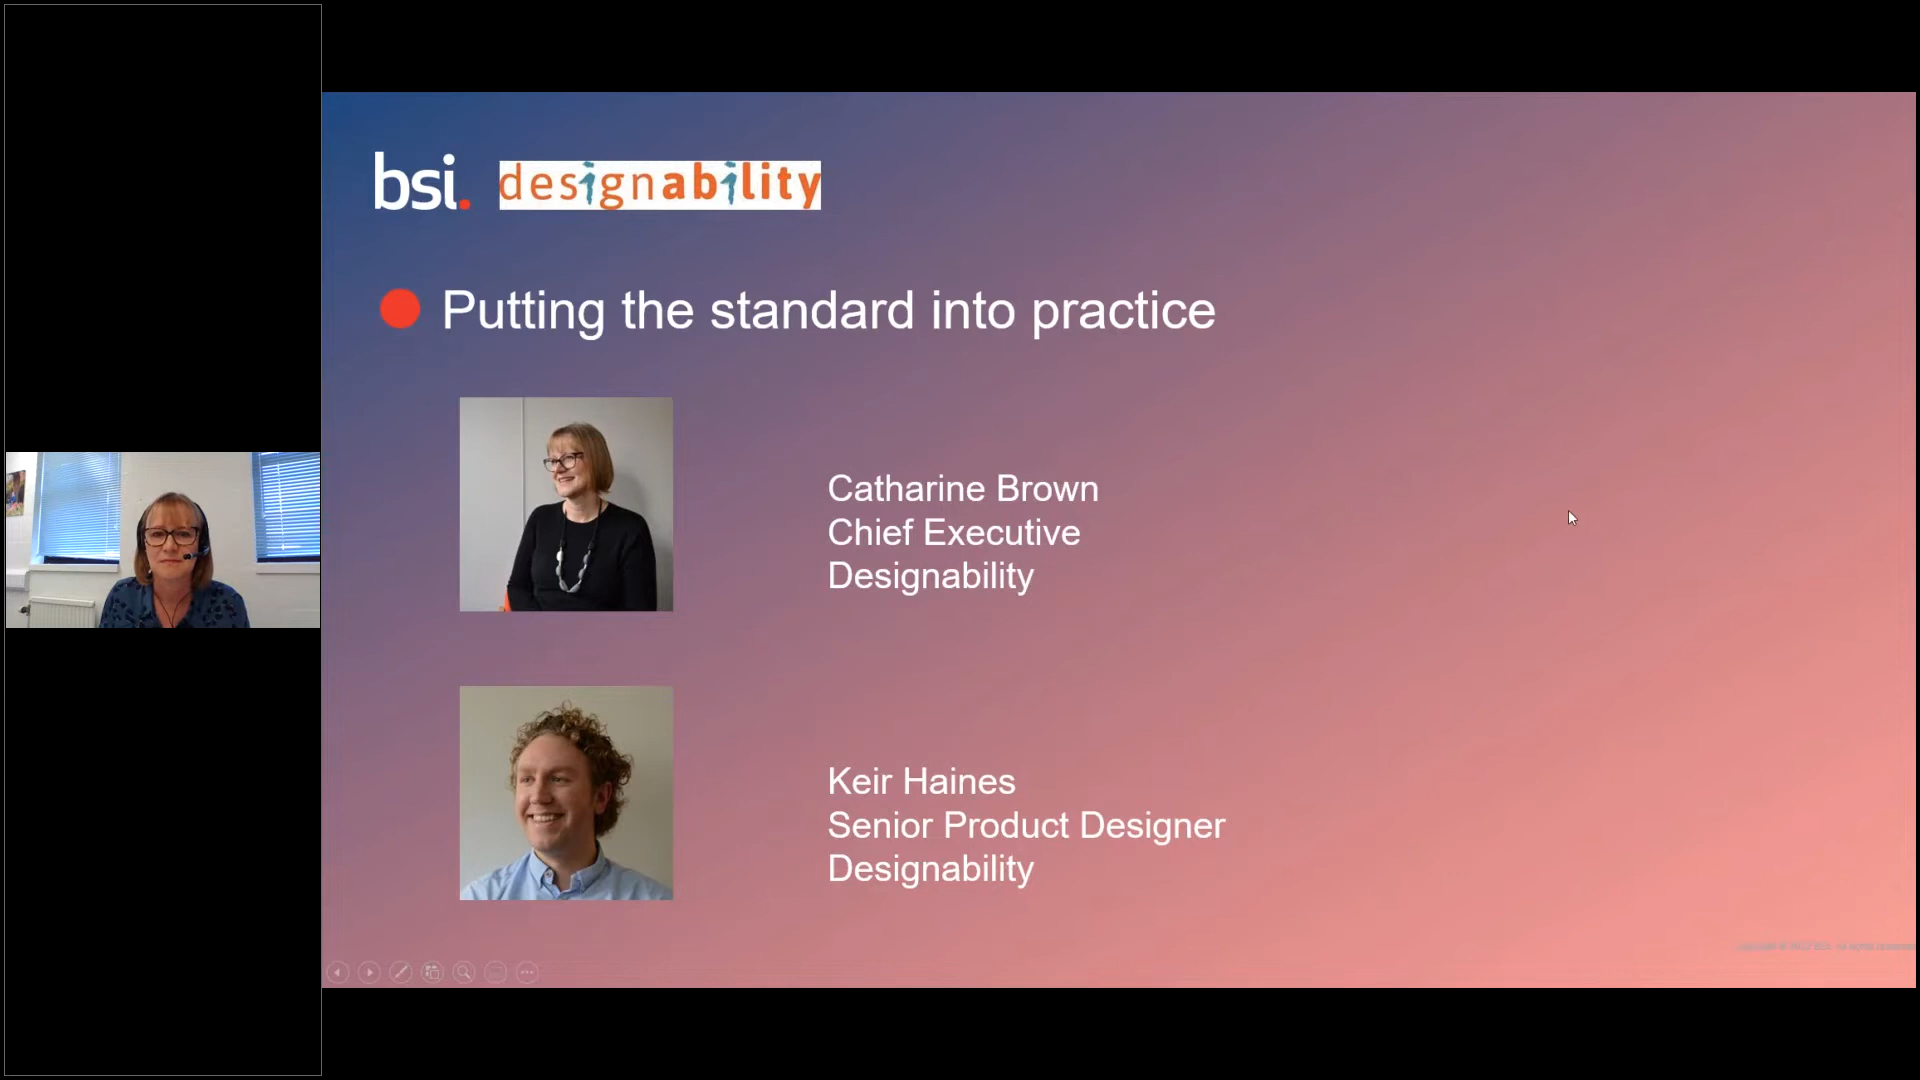 bsi.
designability
Putting the standard into practice
Catharine Brown
Chief Executive
Designability
Keir Haines
Senior Product Designer
Designability